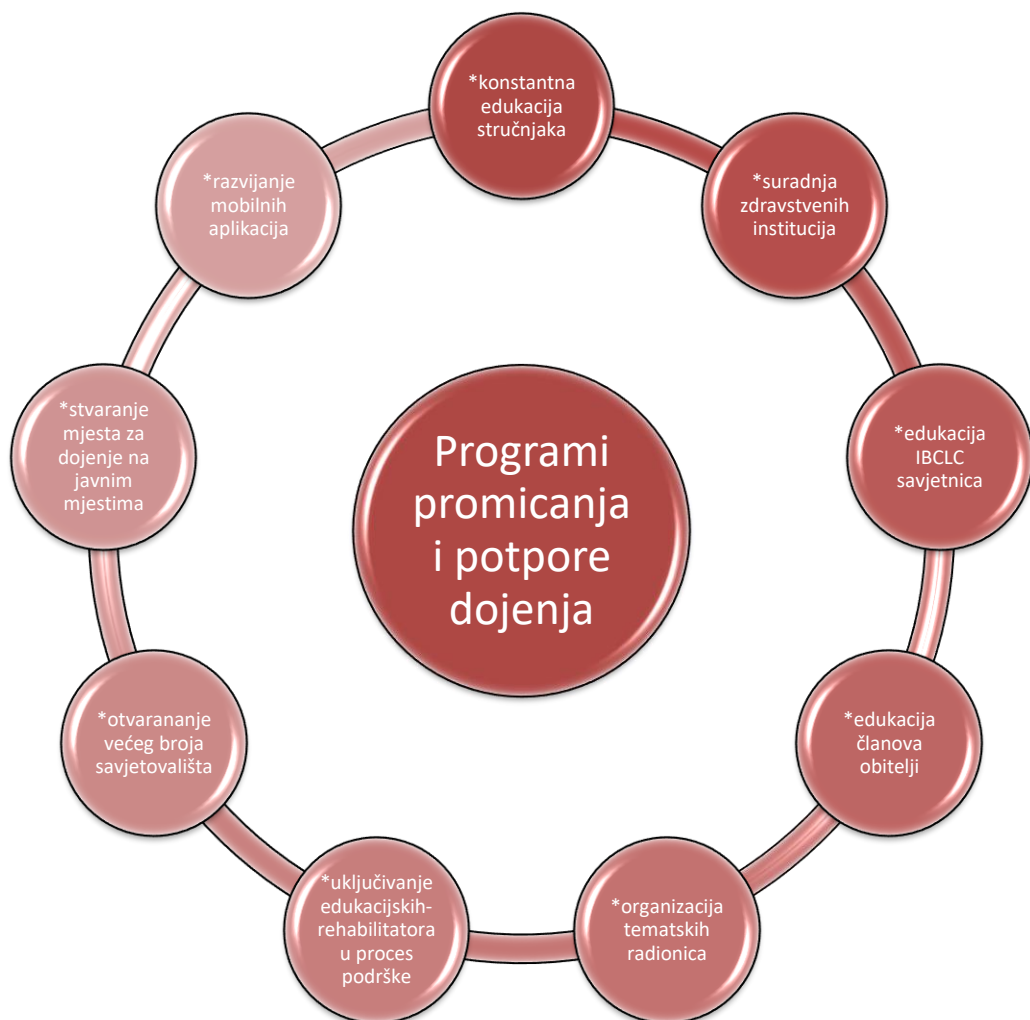 *konstantna
edukacija
stručnjaka
*suradnja
zdravstvenih
institucija
*edukacija
IBCLC
savjetnica
*edukacija
članova
obitelji
*organizacija
tematskih
radionica
*uključivanje
edukacijskih-
rehabilitatora
u proces
podrške
*otvarananje
većeg broja
savjetovališta
*stvaranje
mjesta za
dojenje na
javnim
mjestima
*razvijanje
mobilnih
aplikacija
Programi
promicanja
i potpore
dojenja